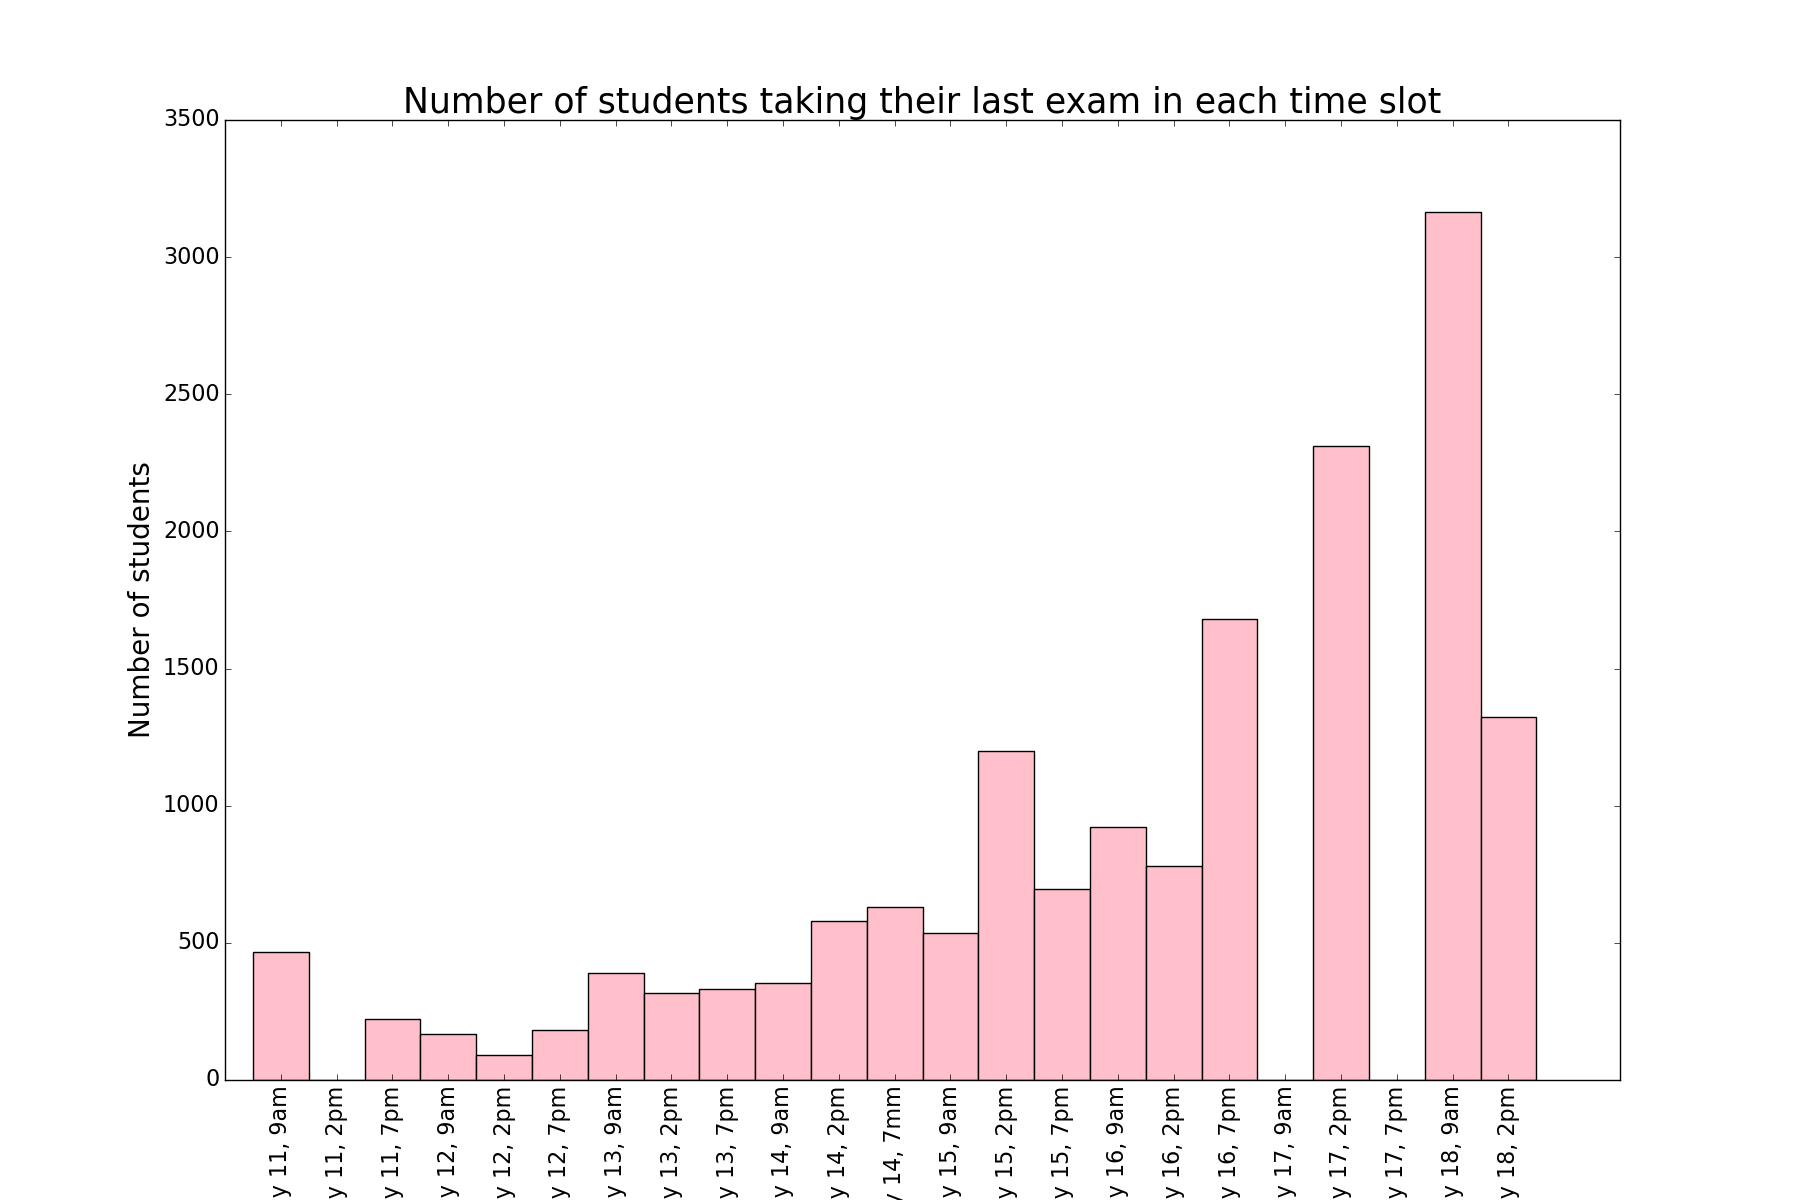 Number of students taking their last exam in each time slot
3500
3000
2500
2000
1500
1000
500
0
Number of students
y 11, 9am
y 11, 2pm
y 11, 7pm
y 12, 9am
y 12, 2pm
y 12, 7pm
y 13, 9am
y 13, 2pm
y 13, 7pm
y 14, 9am
y 14, 2pm
y 14, 7mm
y 15, 9am
y 15, 2pm
y 15, 7pm
y 16, 9am
y 16, 2pm
y 16, 7pm
y 17, 9am
y 17, 2pm
y 17, 7pm
y 18, 9am
y 18, 2pm